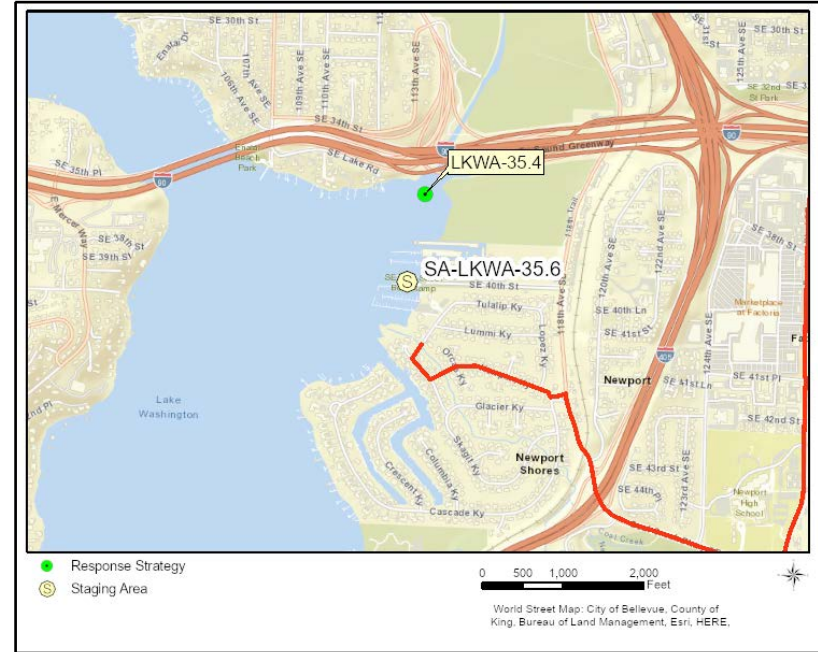 SE 30th St
SE 30th St
Enatai Dr
107th Ave SE
106th Ave SE
109th Ave SE
110th Ave SE
113th Ave SE
125th Ave SE
SE 34th St
90
Sound Greenway
LKWA-35.4
SE Lake Rd
Enatai
Beach
Park
SE 35th Pl
90
E Mercer Way
SE 38th St
SE 39th St
118th Ave SE
122nd Ave SE
120th Ave SE
SE 38th St
SA-LKWA-35.6
S
SE 40th St
Tulalip Ky
SE 40th Ln
Lummi Ky
Lopez Ky
SE 41st St
124th Ave SE
Marketplace
at Factoria
405
Orcas Ky
Newport
SE 41st Ln
SE 41st Pl
Lake
Washington
Glacier Ky
SE 42nd St
Skagit Ky
Columbia Ky
Crescent Ky
Newport
Shores
SE 43rd St
SE 44th Pl
123rd Ave SE
Newport
High
School
Cascade Ky
Response Strategy
S Staging Area
0 500 1,000 2,000
Feet
World Street Map: City of Bellevue, County of
King, Bureau of Land Management, Esri, HERE,